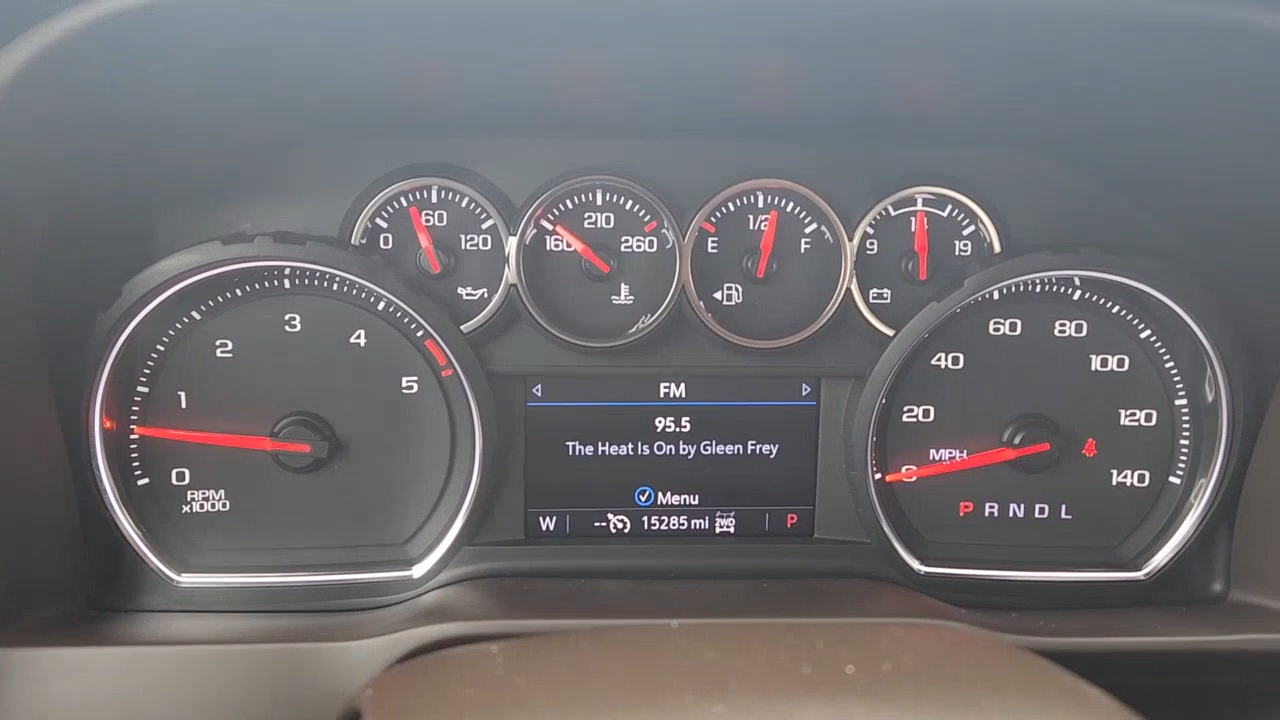 0 60 120
160 210 260
E 1/2 F
9 14 19
0 1 2 3 4 5
RPM
x1000
FM
95.5
The Heat Is On by Gleen Frey
Menu
W -- 15285 mi 2WD P
0 20 40 60 80 100 120 140
MPH
P R N D L